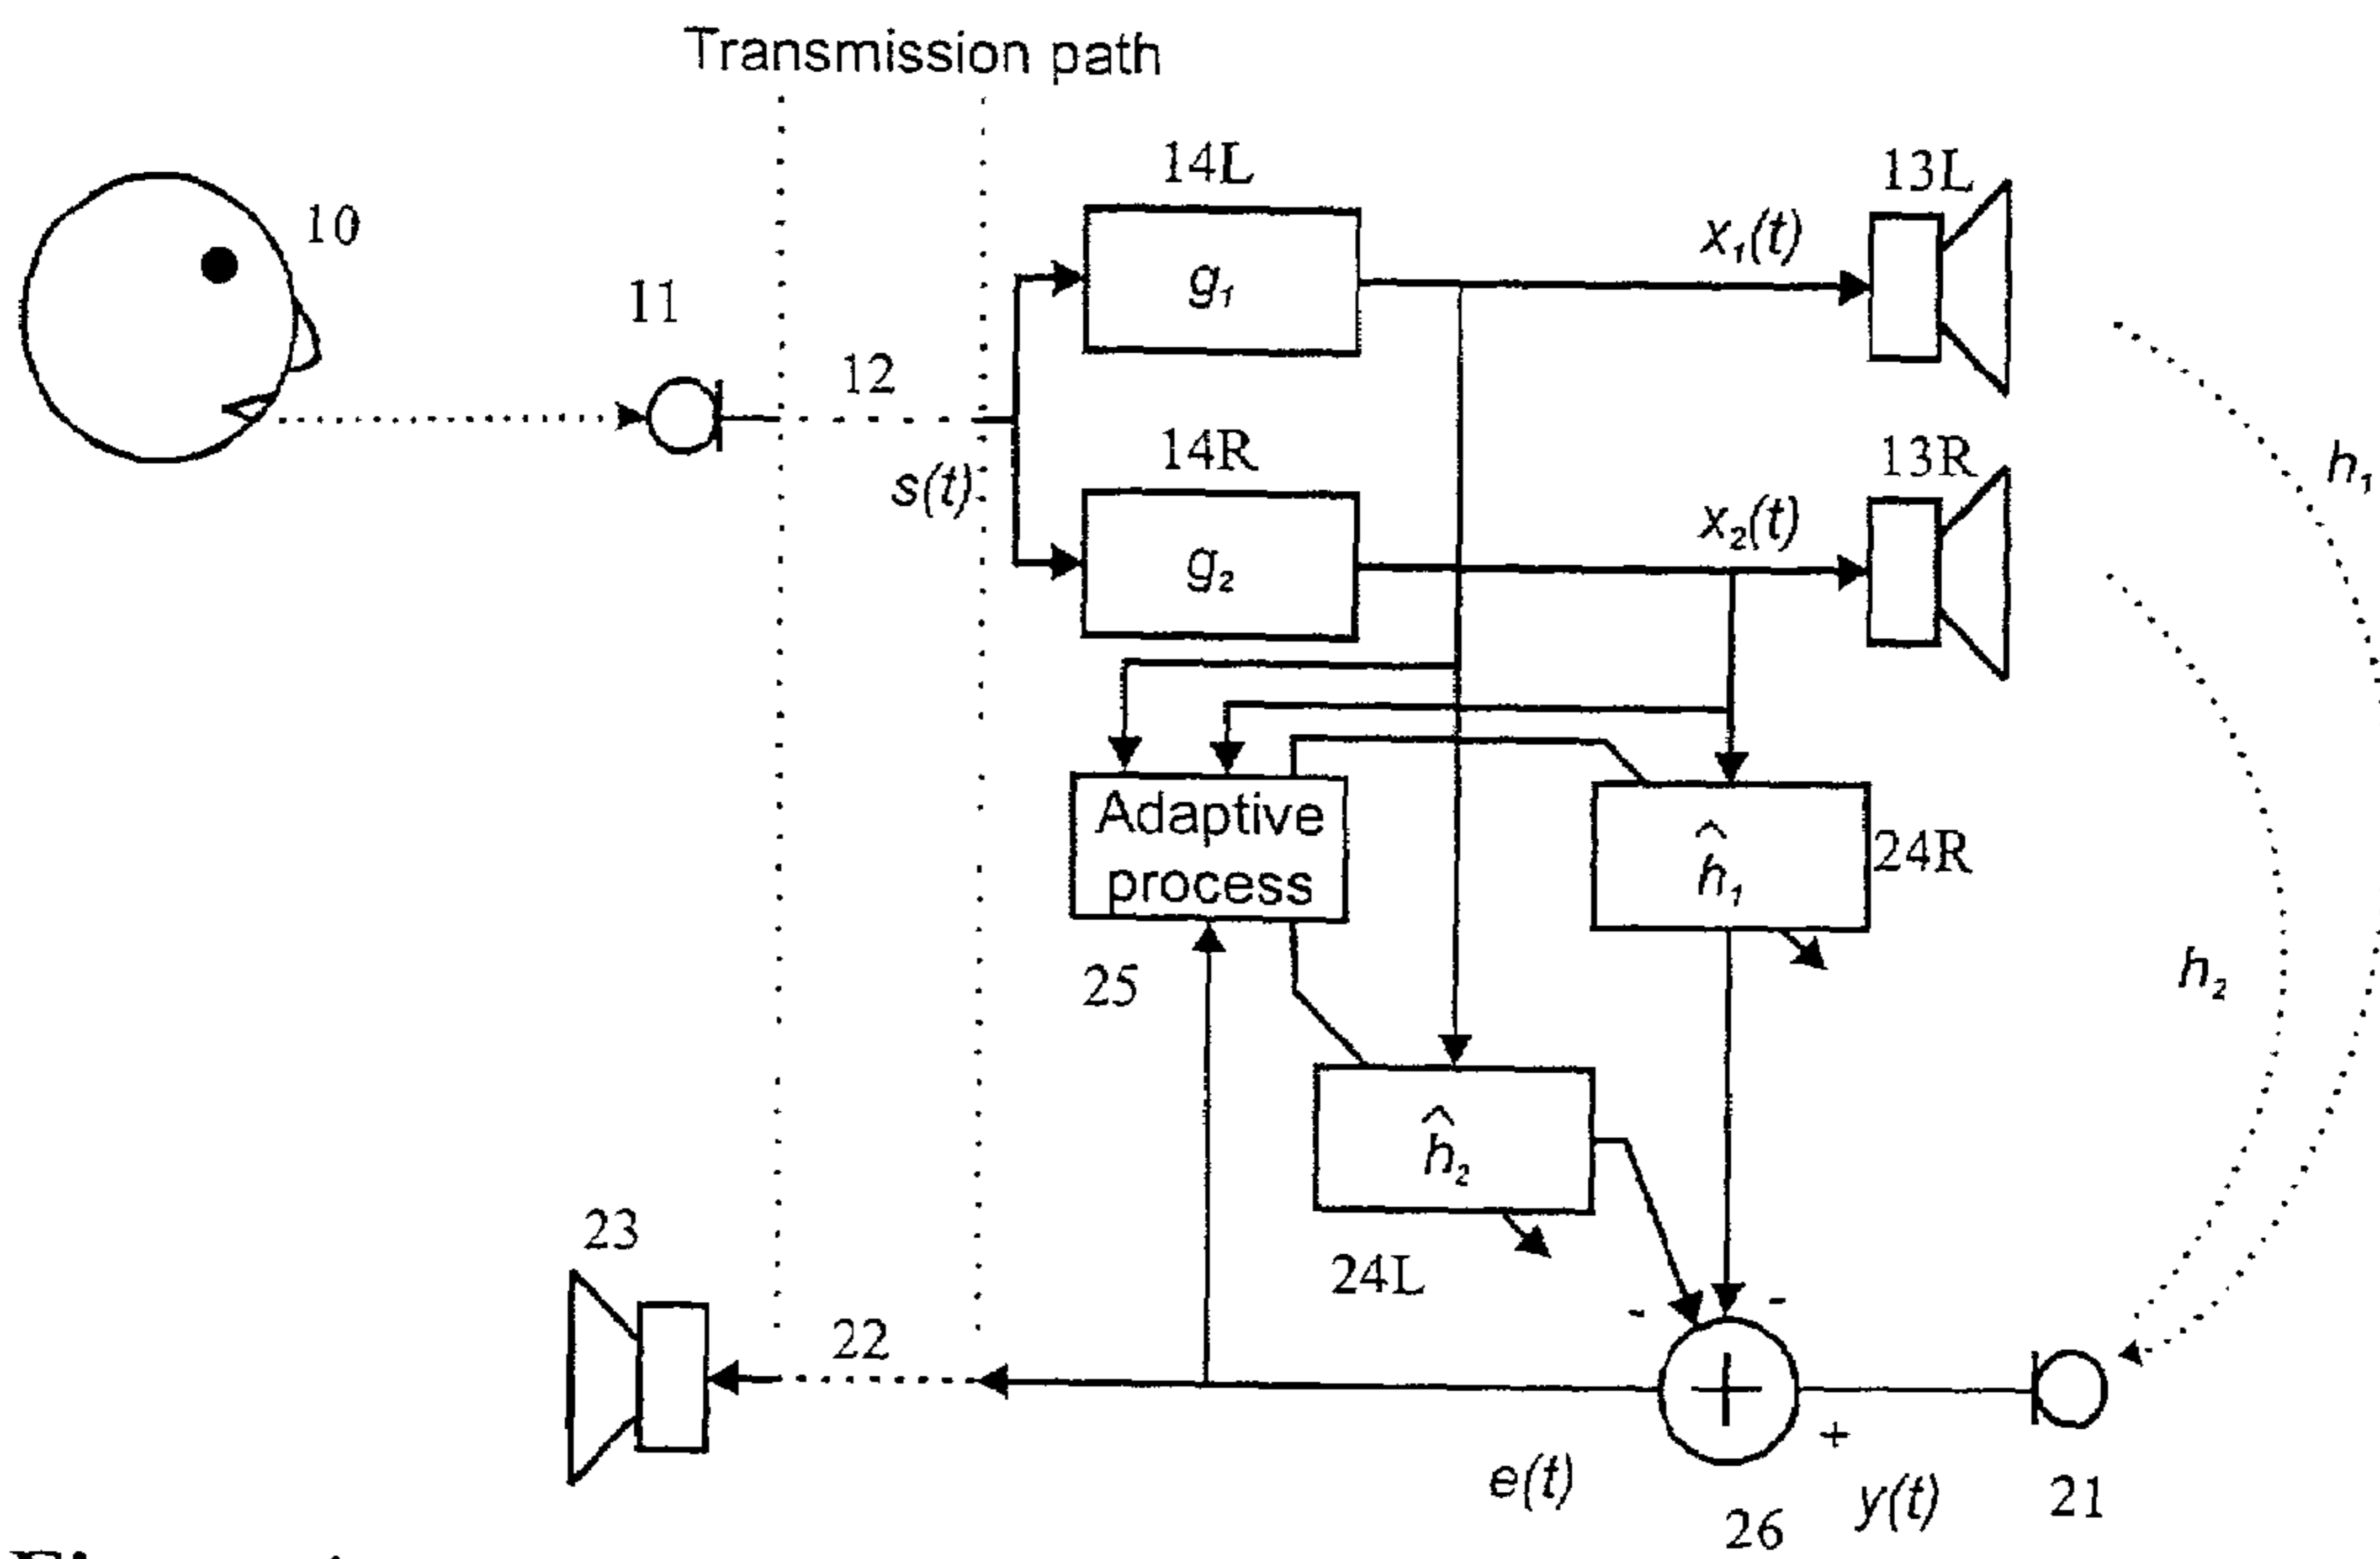 Transmission path
14L
13L
10
x₁(t)
g₁
11
12
14R
13R
h₁
s(t)
x₂(t)
g₂
Adaptive
process
ĥ₁
24R
25
h₂
ĥ₂
23
24L
- -
22
+
+
e(t)
y(t)
21
26